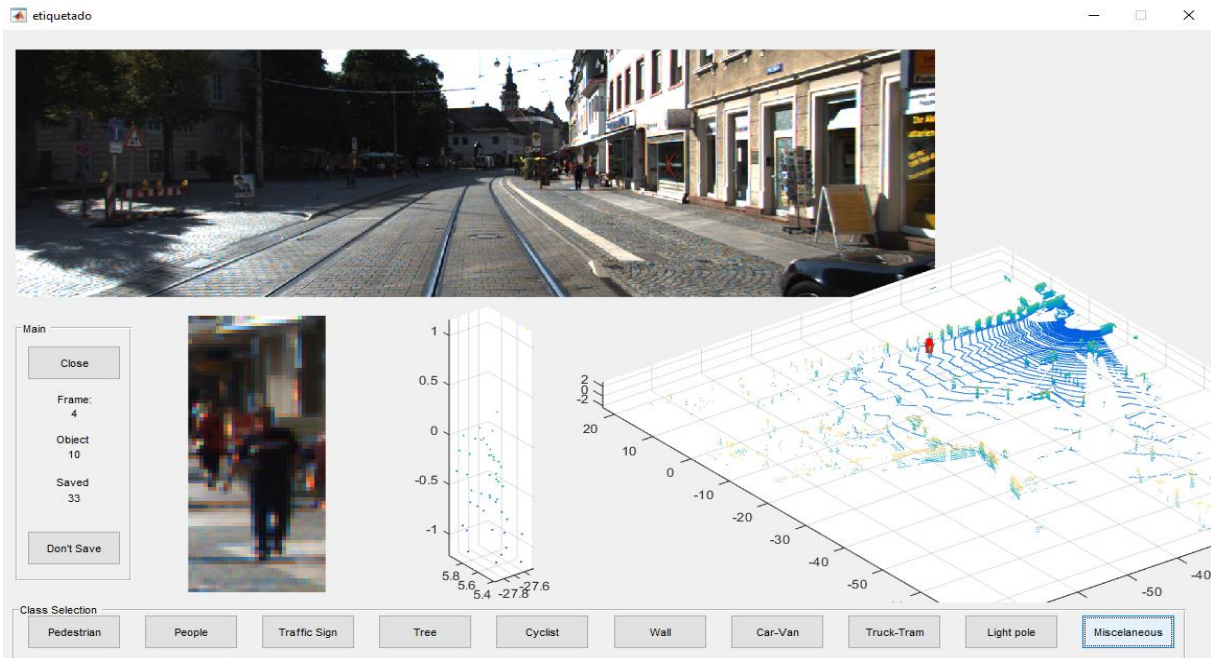 etiquetado
Main
Close
Frame:
4
Object
10
Saved
33
Don't Save
1
0.5
0
-0.5
-1
5.8
5.6
5.4
-27.8
-27.6
2
0
-2
20
10
0
-10
-20
-30
-40
-50
-50
-40
Class Selection
Pedestrian
People
Traffic Sign
Tree
Cyclist
Wall
Car-Van
Truck-Tram
Light pole
Miscelaneous